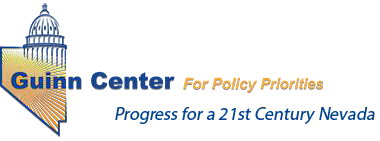 Guinn Center For Policy Priorities
Progress for a 21st Century Nevada